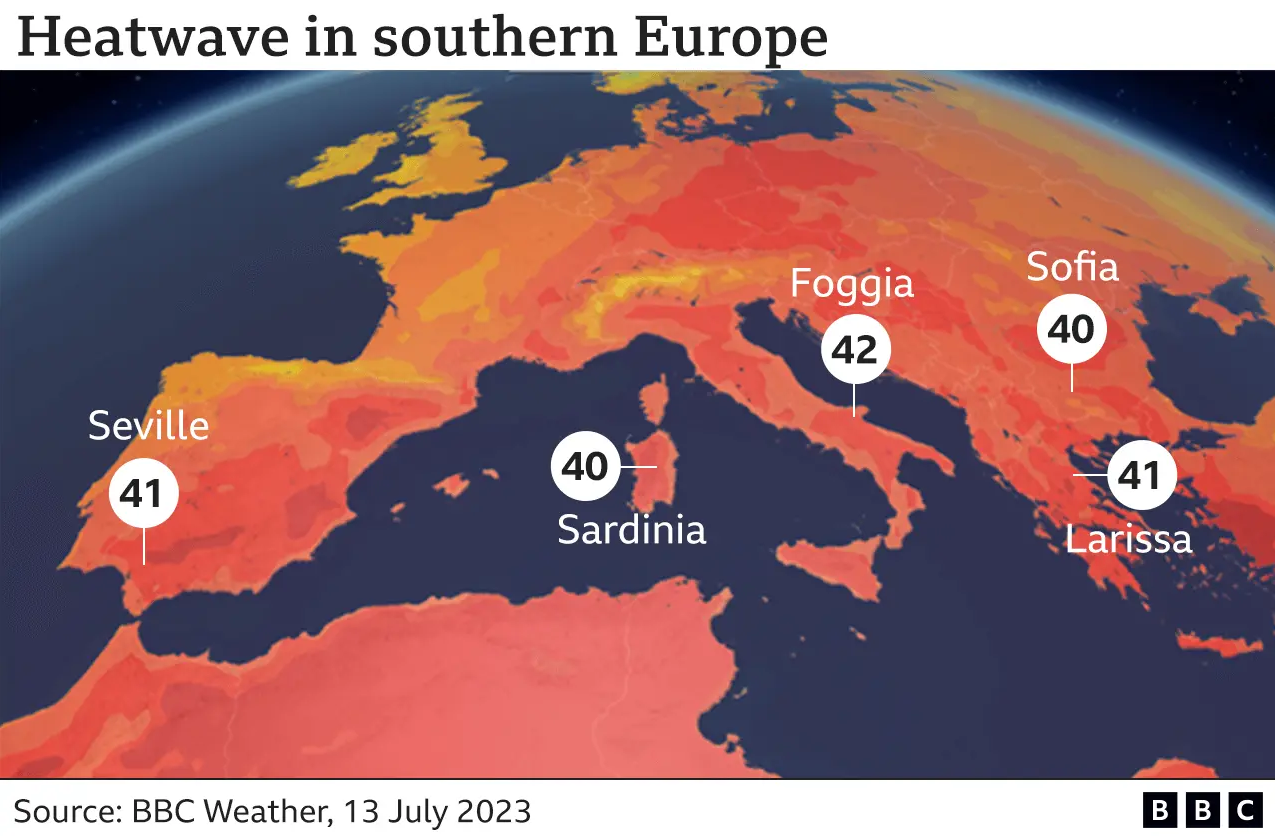 Heatwave in southern Europe
Sofia
40
Foggia
42
Seville
41
40
Sardinia
41
Larissa
Source: BBC Weather, 13 July 2023
BBC